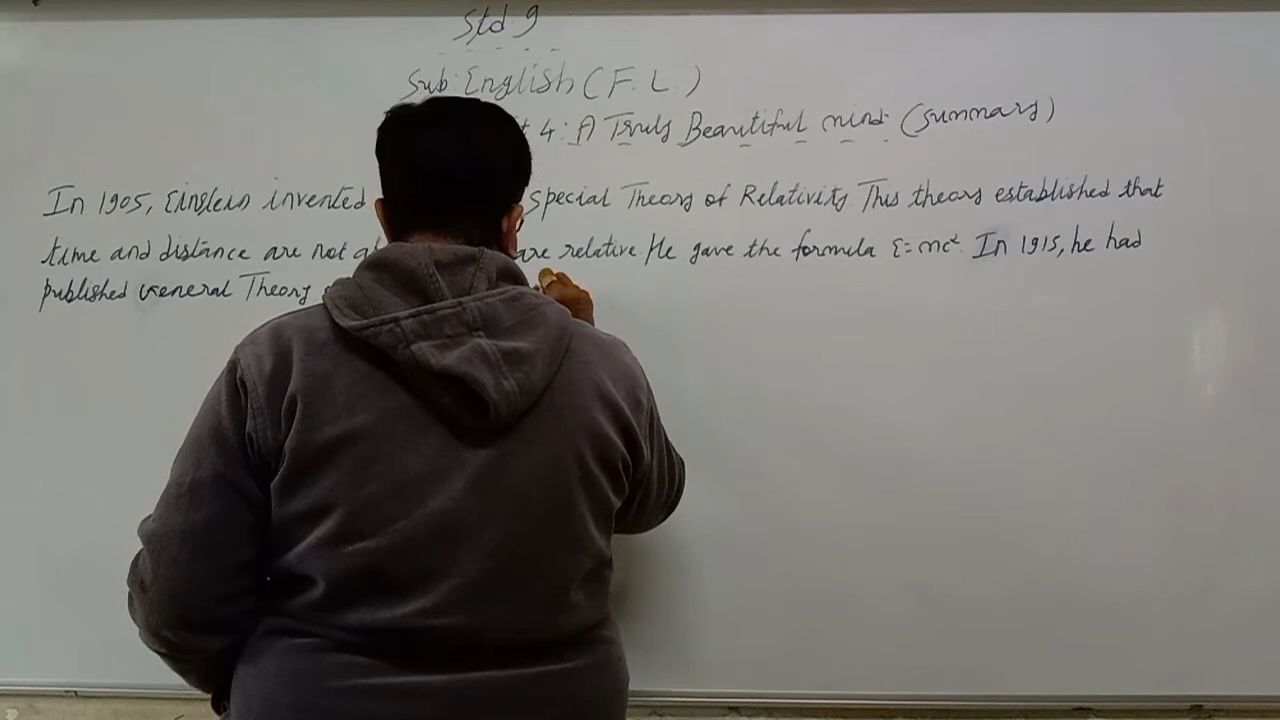 Std 9
Sub: English (F. L.)
4: A Truly Beautiful mind. (summary)
In 1905, Einstein invented special Theory of Relativity This theory established that
time and distance are not are relative. He gave the formula E=mc². In 1915, he had
published General Theory